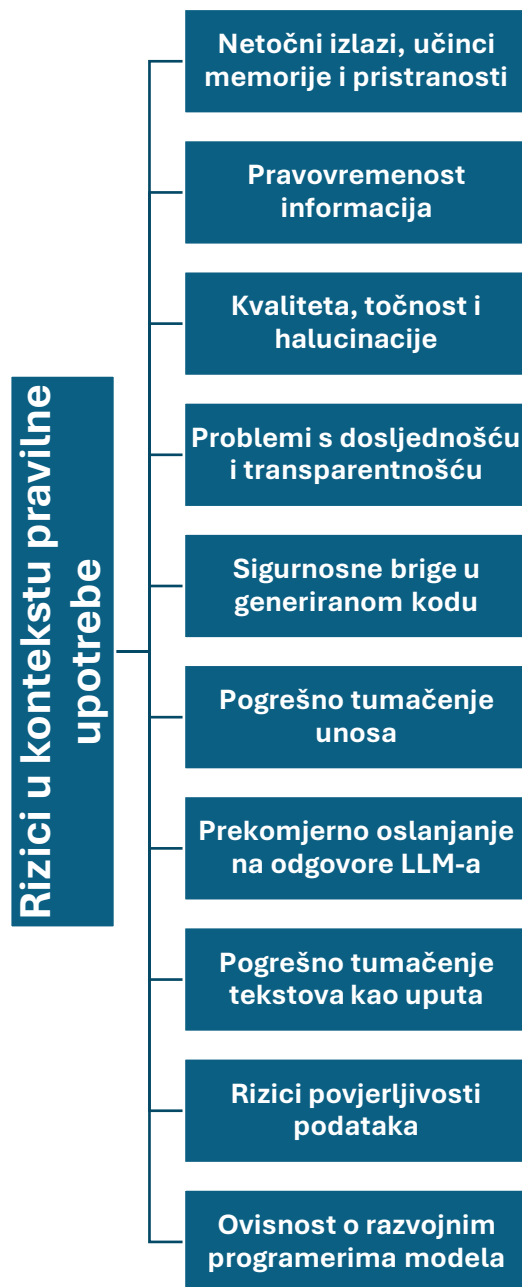 Netočni izlazi, učinci
memorije i pristranosti
Pravovremenost
informacija
Kvaliteta, točnost i
halucinacije
Problemi s dosljednošću
i transparentnošću
Sigurnosne brige u
generiranom kodu
Rizici u kontekstu pravilne
upotrebe
Pogrešno tumačenje
unosa
Prekomjerno oslanjanje
na odgovore LLM-a
Pogrešno tumačenje
tekstova kao uputa
Rizici povjerljivosti
podataka
Ovisnost o razvojnim
programerima modela